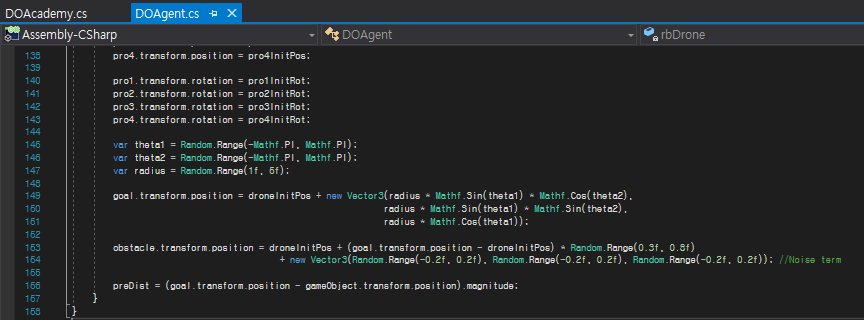 DOAcademy.cs DOAgent.cs
Assembly-CSharp DOAgent rbDrone
138 pro4.transform.position = pro4InitPos;
139
140 pro1.transform.rotation = pro1InitRot;
141 pro2.transform.rotation = pro2InitRot;
142 pro3.transform.rotation = pro3InitRot;
143 pro4.transform.rotation = pro4InitRot;
144
145 var theta1 = Random.Range(-Mathf.PI, Mathf.PI);
146 var theta2 = Random.Range(-Mathf.PI, Mathf.PI);
147 var radius = Random.Range(1f, 5f);
148
149 goal.transform.position = droneInitPos + new Vector3(radius * Mathf.Sin(theta1) * Mathf.Cos(theta2),
150 radius * Mathf.Sin(theta1) * Mathf.Sin(theta2),
151 radius * Mathf.Cos(theta1));
152
153 obstacle.transform.position = droneInitPos + (goal.transform.position - droneInitPos) * Random.Range(0.3f, 0.8f)
154 + new Vector3(Random.Range(-0.2f, 0.2f), Random.Range(-0.2f, 0.2f), Random.Range(-0.2f, 0.2f)); //Noise term
155
156 preDist = (goal.transform.position - gameObject.transform.position).magnitude;
157 }
158 }